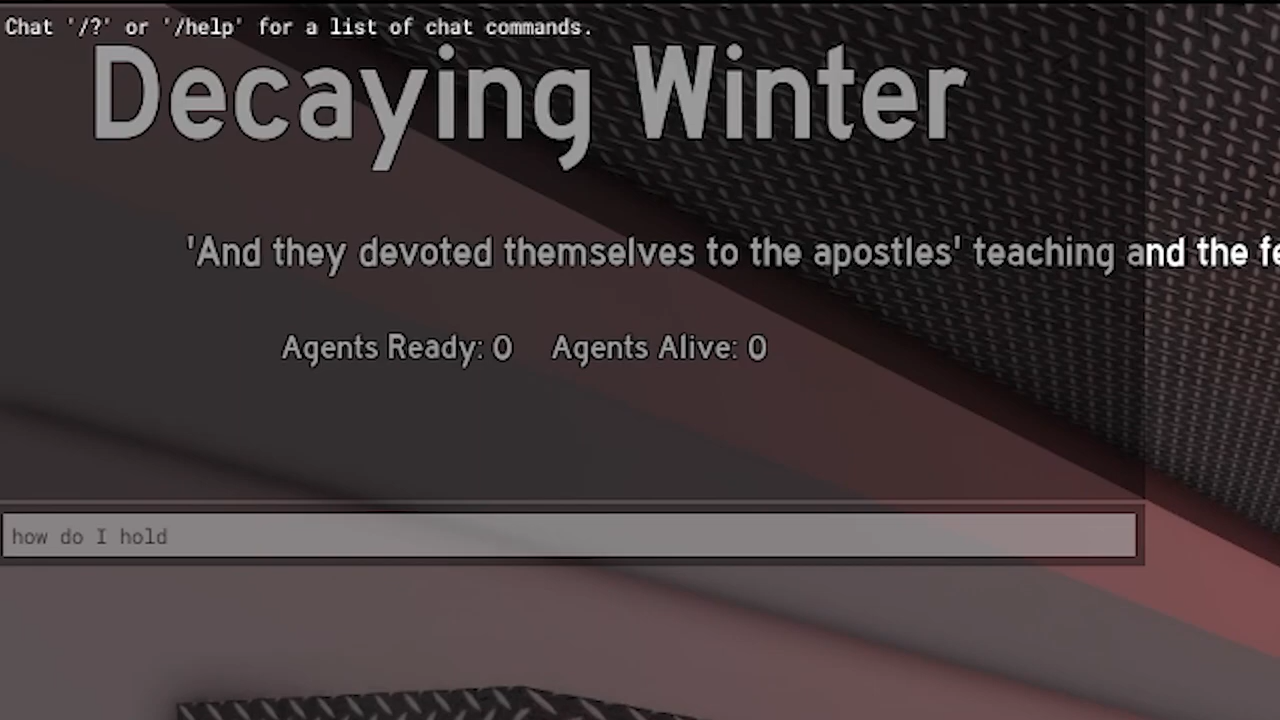 Chat '/?' or '/help' for a list of chat commands.
Decaying Winter
'And they devoted themselves to the apostles' teaching and the
Agents Ready: 0 Agents Alive: 0
how do I hold